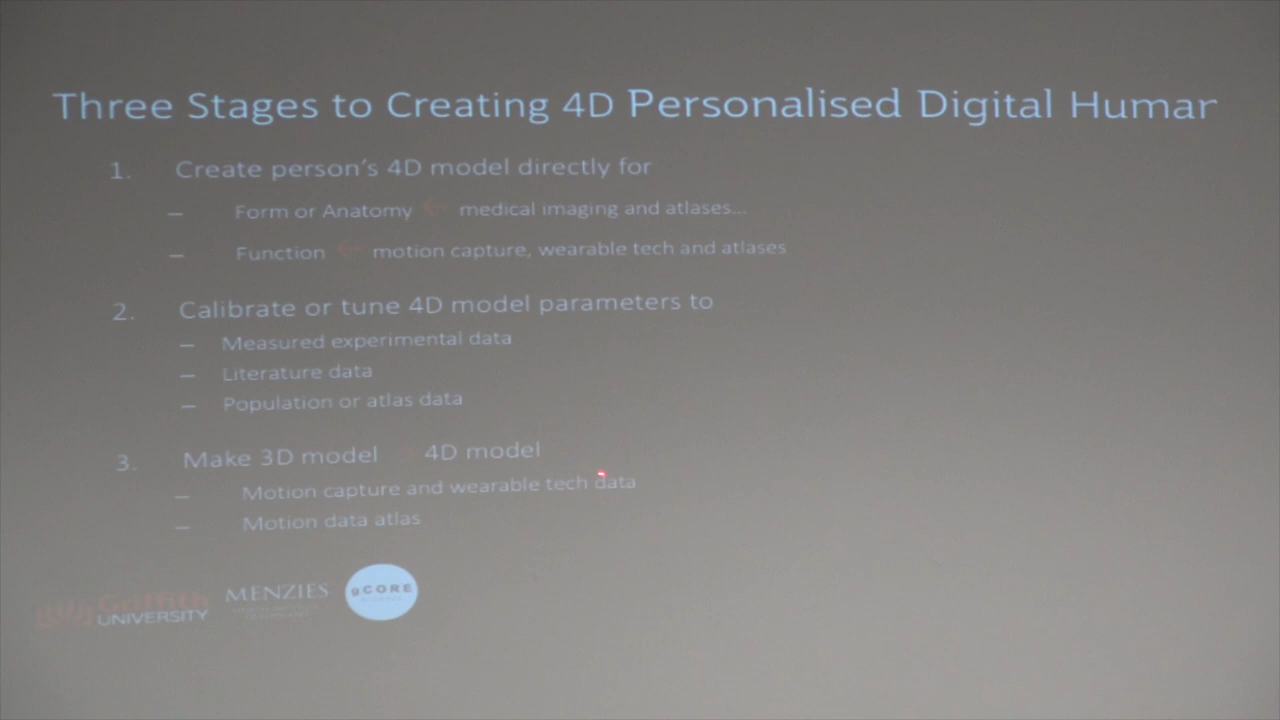 Three Stages to Creating 4D Personalised Digital Human
1. Create person's 4D model directly for
– Form or Anatomy ← medical imaging and atlases...
– Function ← motion capture, wearable tech and atlases
2. Calibrate or tune 4D model parameters to
– Measured experimental data
– Literature data
– Population or atlas data
3. Make 3D model 4D model
– Motion capture and wearable tech data
– Motion data atlas
Griffith
UNIVERSITY
MENZIES
gCORE